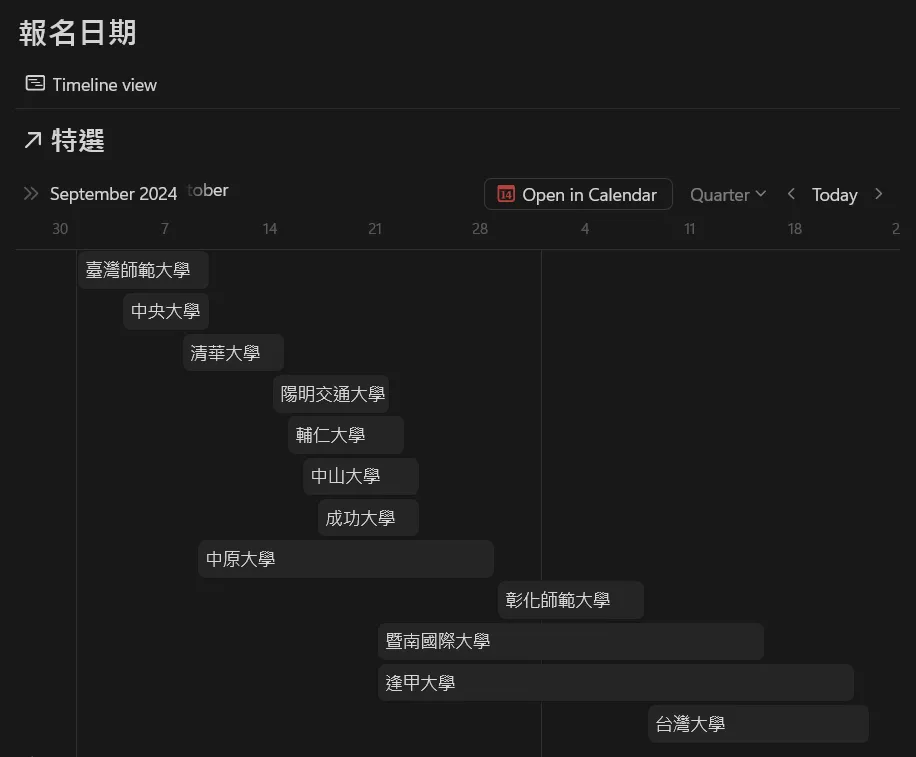 報名日期
Timeline view
特選
September 2024 tober
14 Open in Calendar Quarter Today
30 7 14 21 28 4 11 18 2
臺灣師範大學
中央大學
清華大學
陽明交通大學
輔仁大學
中山大學
成功大學
中原大學
彰化師範大學
暨南國際大學
逢甲大學
台灣大學